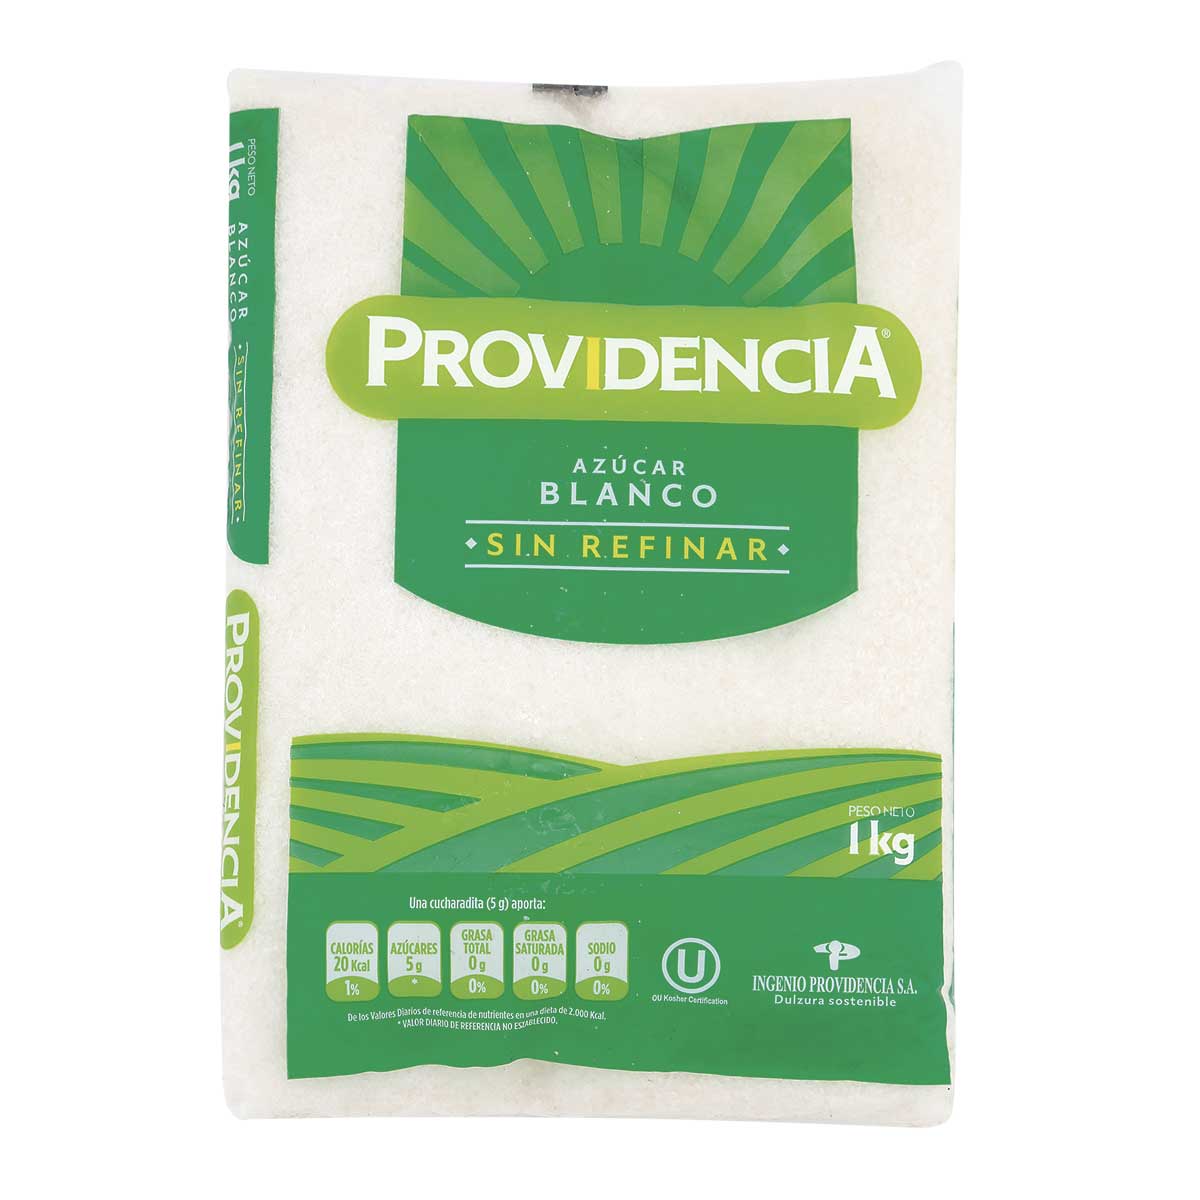 PESO NETO
1 kg
AZÚCAR
BLANCO
SIN REFINAR
PROVIDENCIA®
PROVIDENCIA®
AZÚCAR
BLANCO
SIN REFINAR
PESO NETO
1 kg
Una cucharadita (5 g) aporta:
CALORÍAS
20 Kcal
1%
AZÚCARES
5 g
*
GRASA
TOTAL
0 g
0%
GRASA
SATURADA
0 g
0%
SODIO
0 g
0%
De los Valores Diarios de referencia de nutrientes en una dieta de 2.000 Kcal.
* VALOR DIARIO DE REFERENCIA NO ESTABLECIDO.
U
OU Kosher Certification
INGENIO PROVIDENCIA S.A.
Dulzura sostenible